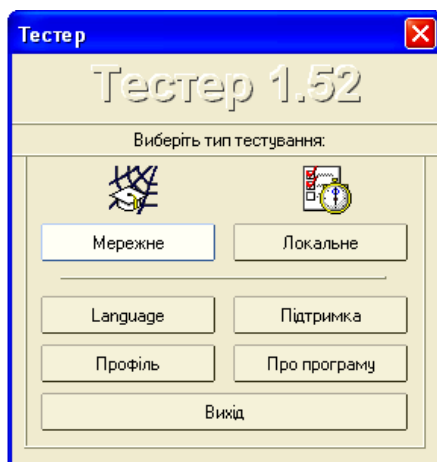 Тестер
Тестер 1.52
Виберіть тип тестування:
Мережне Локальне
Language Підтримка
Профіль Про програму
Вихід